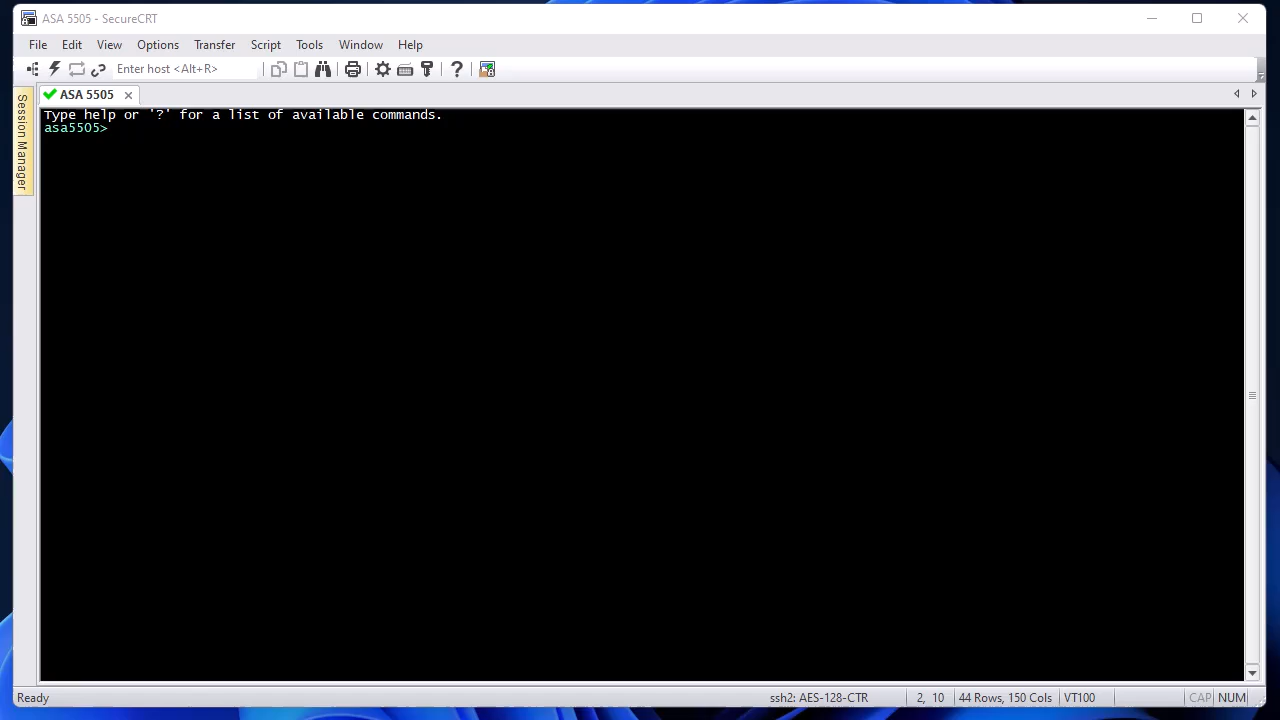 ASA 5505 - SecureCRT
File Edit View Options Transfer Script Tools Window Help
Enter host <Alt+R>
ASA 5505
Session Manager
Type help or '?' for a list of available commands.
asa5505>
Ready ssh2: AES-128-CTR 2, 10 44 Rows, 150 Cols VT100 CAP NUM